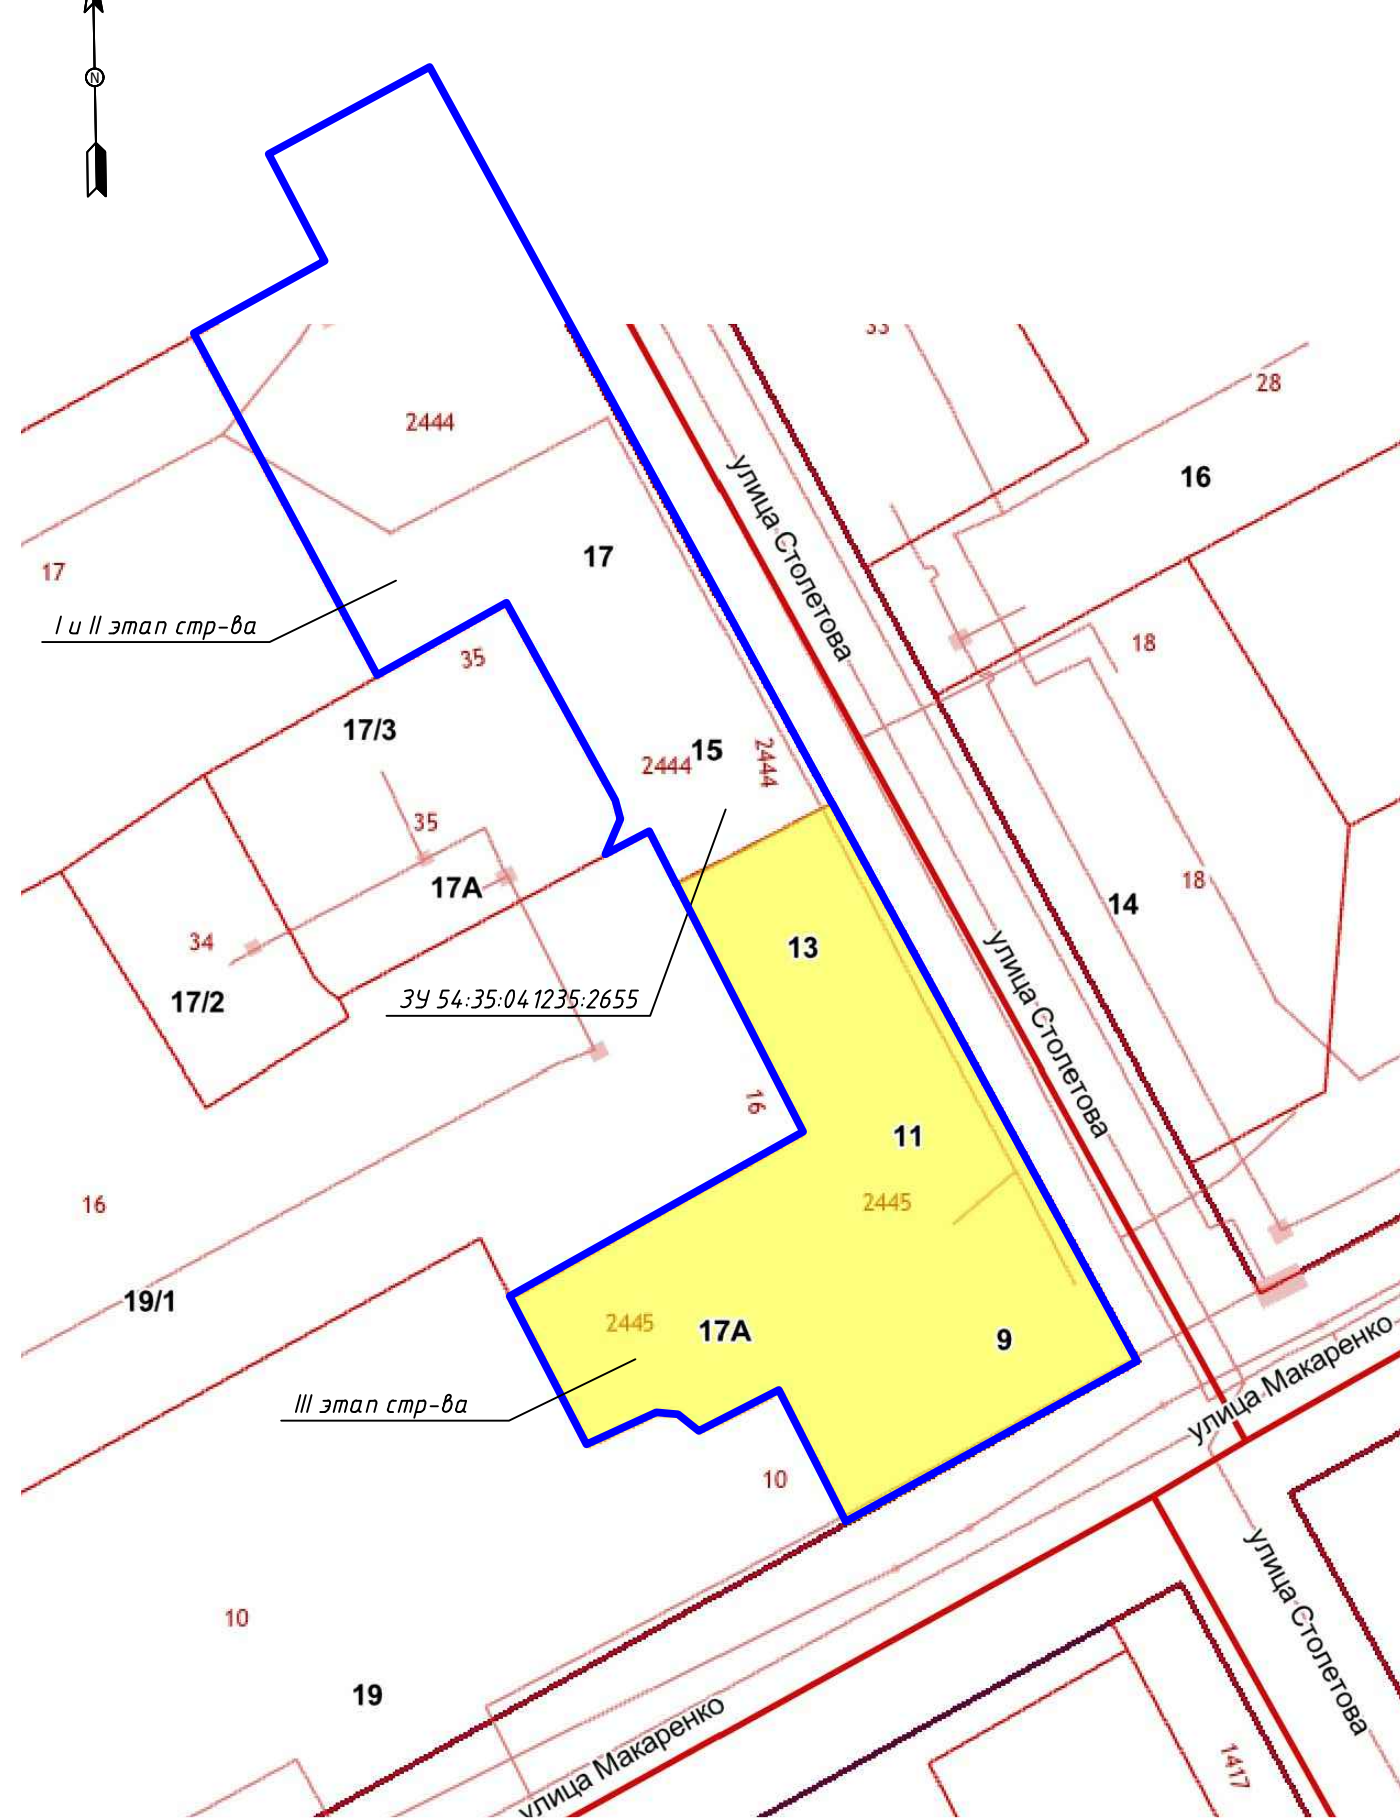 N
33
28
2444
16
17
17
I и II этап стр-ва
улица Столетова
18
35
17/3
2444
15
2444
35
18
17А
14
34
13
17/2
ЗУ 54:35:041235:2655
улица Столетова
16
11
2445
16
19/1
2445
17А
9
улица Макаренко
III этап стр-ва
10
10
улица Столетова
19
улица Макаренко
1417